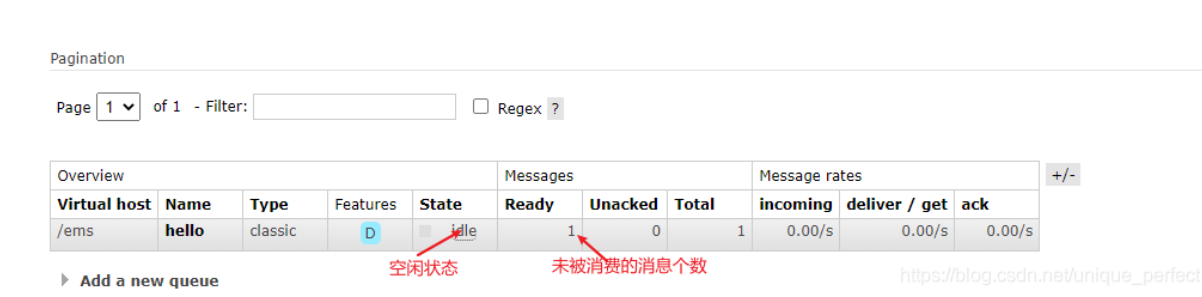 Pagination
Page 1 of 1 - Filter: Regex ?
Overview Messages Message rates +/-
Virtual host Name Type Features State Ready Unacked Total incoming deliver / get ack
/ems hello classic D idle 1 0 1 0.00/s 0.00/s 0.00/s
空闲状态 未被消费的消息个数
Add a new queue
https://blog.csdn.net/unique_perfect